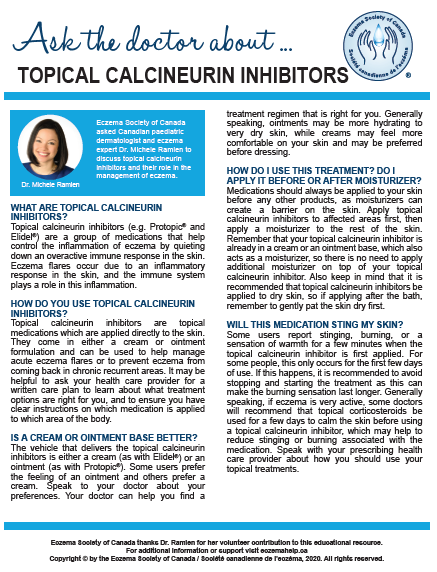 Ask the doctor about ...
TOPICAL CALCINEURIN INHIBITORS
Eczema Society of Canada
Société canadienne de l'eczéma
®
Eczema Society of Canada
asked Canadian paediatric
dermatologist and eczema
expert Dr. Michele Ramien to
discuss topical calcineurin
inhibitors and their role in the
management of eczema.
Dr. Michele Ramien
WHAT ARE TOPICAL CALCINEURIN
INHIBITORS?
Topical calcineurin inhibitors (e.g. Protopic® and
Elidel®) are a group of medications that help
control the inflammation of eczema by quieting
down an overactive immune response in the skin.
Eczema flares occur due to an inflammatory
response in the skin, and the immune system
plays a role in this inflammation.
HOW DO YOU USE TOPICAL CALCINEURIN
INHIBITORS?
Topical calcineurin inhibitors are topical
medications which are applied directly to the skin.
They come in either a cream or ointment
formulation and can be used to help manage
acute eczema flares or to prevent eczema from
coming back in chronic recurrent areas. It may be
helpful to ask your health care provider for a
written care plan to learn about what treatment
options are right for you, and to ensure you have
clear instructions on which medication is applied
to which area of the body.
IS A CREAM OR OINTMENT BASE BETTER?
The vehicle that delivers the topical calcineurin
inhibitors is either a cream (as with Elidel®) or an
ointment (as with Protopic®). Some users prefer
the feeling of an ointment and others prefer a
cream. Speak to your doctor about your
preferences. Your doctor can help you find a
treatment regimen that is right for you. Generally
speaking, ointments may be more hydrating to
very dry skin, while creams may feel more
comfortable on your skin and may be preferred
before dressing.
HOW DO I USE THIS TREATMENT? DO I
APPLY IT BEFORE OR AFTER MOISTURIZER?
Medications should always be applied to your skin
before any other products, as moisturizers can
create a barrier on the skin. Apply topical
calcineurin inhibitors to affected areas first, then
apply a moisturizer to the rest of the skin.
Remember that your topical calcineurin inhibitor is
already in a cream or an ointment base, which also
acts as a moisturizer, so there is no need to apply
additional moisturizer on top of your topical
calcineurin inhibitor. Also keep in mind that it is
recommended that topical calcineurin inhibitors be
applied to dry skin, so if applying after the bath,
remember to gently pat the skin dry first.
WILL THIS MEDICATION STING MY SKIN?
Some users report stinging, burning, or a
sensation of warmth for a few minutes when the
topical calcineurin inhibitor is first applied. For
some people, this only occurs for the first few days
of use. If this happens, it is recommended to avoid
stopping and starting the treatment as this can
make the burning sensation last longer. Generally
speaking, if eczema is very active, some doctors
will recommend that topical corticosteroids be
used for a few days to calm the skin before using
a topical calcineurin inhibitor, which may help to
reduce stinging or burning associated with the
medication. Speak with your prescribing health
care provider about how you should use your
topical treatments.
Eczema Society of Canada thanks Dr. Ramien for her volunteer contribution to this educational resource.
For additional information or support visit eczemahelp.ca
Copyright © by the Eczema Society of Canada / Société canadienne de l'eczéma, 2020. All rights reserved.